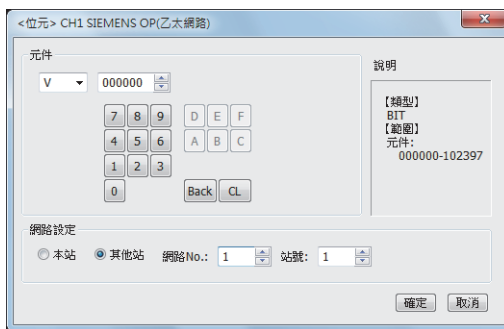 <位元> CH1 SIEMENS OP(乙太網路)
元件
V 000000
7 8 9 D E F
4 5 6 A B C
1 2 3
0 Back CL
說明
【類型】
BIT
【範圍】
元件:
000000-102397
網路設定
本站 其他站 網路No.: 1 站號: 1
確定 取消